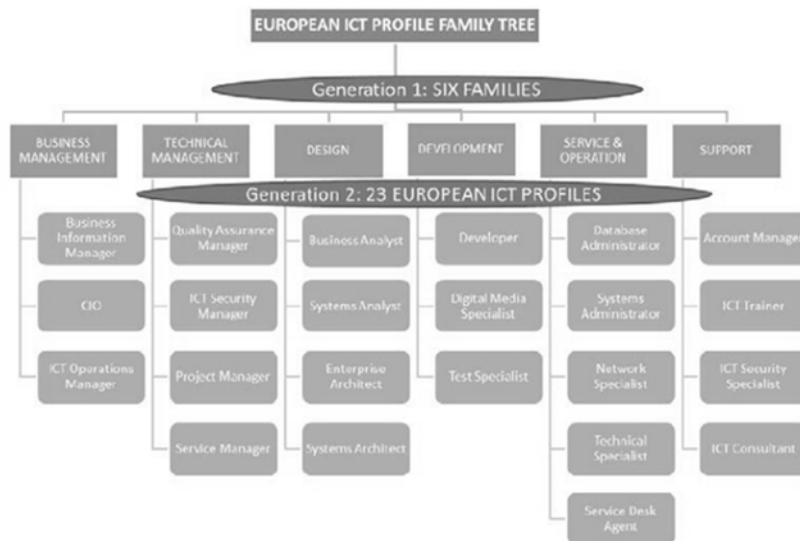 EUROPEAN ICT PROFILE FAMILY TREE
Generation 1: SIX FAMILIES
BUSINESS
MANAGEMENT
TECHNICAL
MANAGEMENT
DESIGN
DEVELOPMENT
SERVICE &
OPERATION
SUPPORT
Generation 2: 23 EUROPEAN ICT PROFILES
Business
Information
Manager
Quality Assurance
Manager
Business Analyst
Developer
Database
Administrator
Account Manager
CIO
ICT Security
Manager
Systems Analyst
Digital Media
Specialist
Systems
Administrator
ICT Trainer
ICT Operations
Manager
Project Manager
Enterprise
Architect
Test Specialist
Network
Specialist
ICT Security
Specialist
Service Manager
Systems Architect
Technical
Specialist
ICT Consultant
Service Desk
Agent